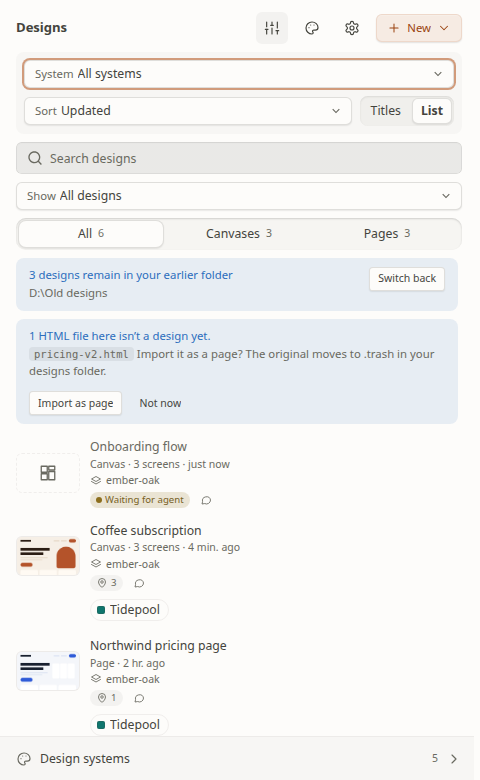 Designs
New
System All systems
Sort Updated
Titles
List
Search designs
Show All designs
All 6
Canvases 3
Pages 3
3 designs remain in your earlier folder
D:\Old designs
Switch back
1 HTML file here isn’t a design yet.
pricing-v2.html Import it as a page? The original moves to .trash in your
designs folder.
Import as page
Not now
Onboarding flow
Canvas · 3 screens · just now
ember-oak
Waiting for agent
Coffee subscription
Canvas · 3 screens · 4 min. ago
ember-oak
3
Tidepool
Northwind pricing page
Page · 2 hr. ago
ember-oak
1
Tidepool
Design systems
5